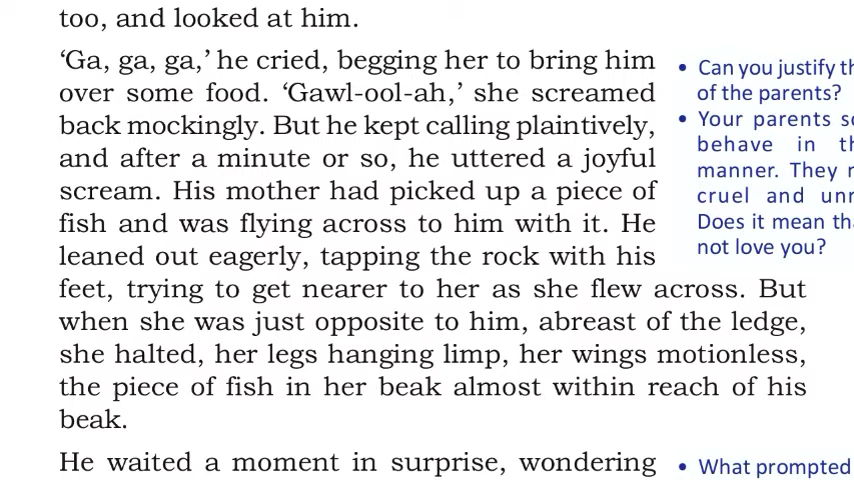 too, and looked at him.
‘Ga, ga, ga,’ he cried, begging her to bring him
over some food. ‘Gawl-ool-ah,’ she screamed
back mockingly. But he kept calling plaintively,
and after a minute or so, he uttered a joyful
scream. His mother had picked up a piece of
fish and was flying across to him with it. He
leaned out eagerly, tapping the rock with his
feet, trying to get nearer to her as she flew across. But
when she was just opposite to him, abreast of the ledge,
she halted, her legs hanging limp, her wings motionless,
the piece of fish in her beak almost within reach of his
beak.
He waited a moment in surprise, wondering
• Can you justify
of the parents?
• Your parents
behave in
manner. They
cruel and
Does it mean
not love you?
• What prompted